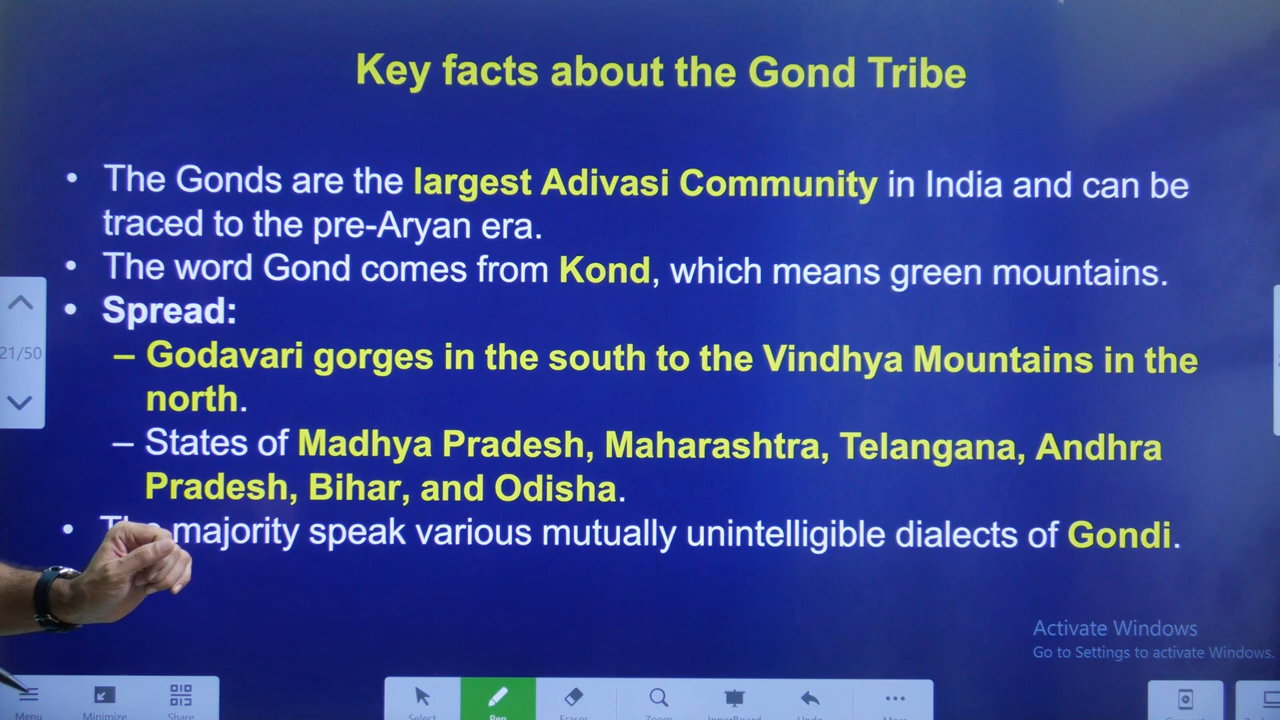 Key facts about the Gond Tribe
• The Gonds are the largest Adivasi Community in India and can be
traced to the pre-Aryan era.
• The word Gond comes from Kond, which means green mountains.
• Spread:
– Godavari gorges in the south to the Vindhya Mountains in the
north.
– States of Madhya Pradesh, Maharashtra, Telangana, Andhra
Pradesh, Bihar, and Odisha.
• The majority speak various mutually unintelligible dialects of Gondi.
21/50
Activate Windows
Go to Settings to activate Windows.
Menu Minimize Share Select Pen Eraser Zoom Undo More